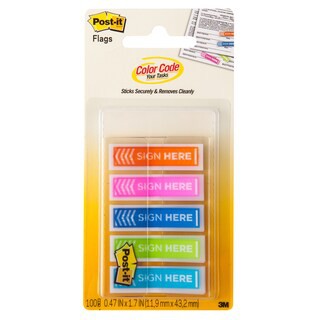 Post-it
Flags
Color Code
Your Tasks
Sticks Securely & Removes Cleanly
SIGN HERE
SIGN HERE
SIGN HERE
SIGN HERE
Post-it
SIGN HERE
100 0.47 IN x 1.7 IN (11,9 mm x 43,2 mm)
3M